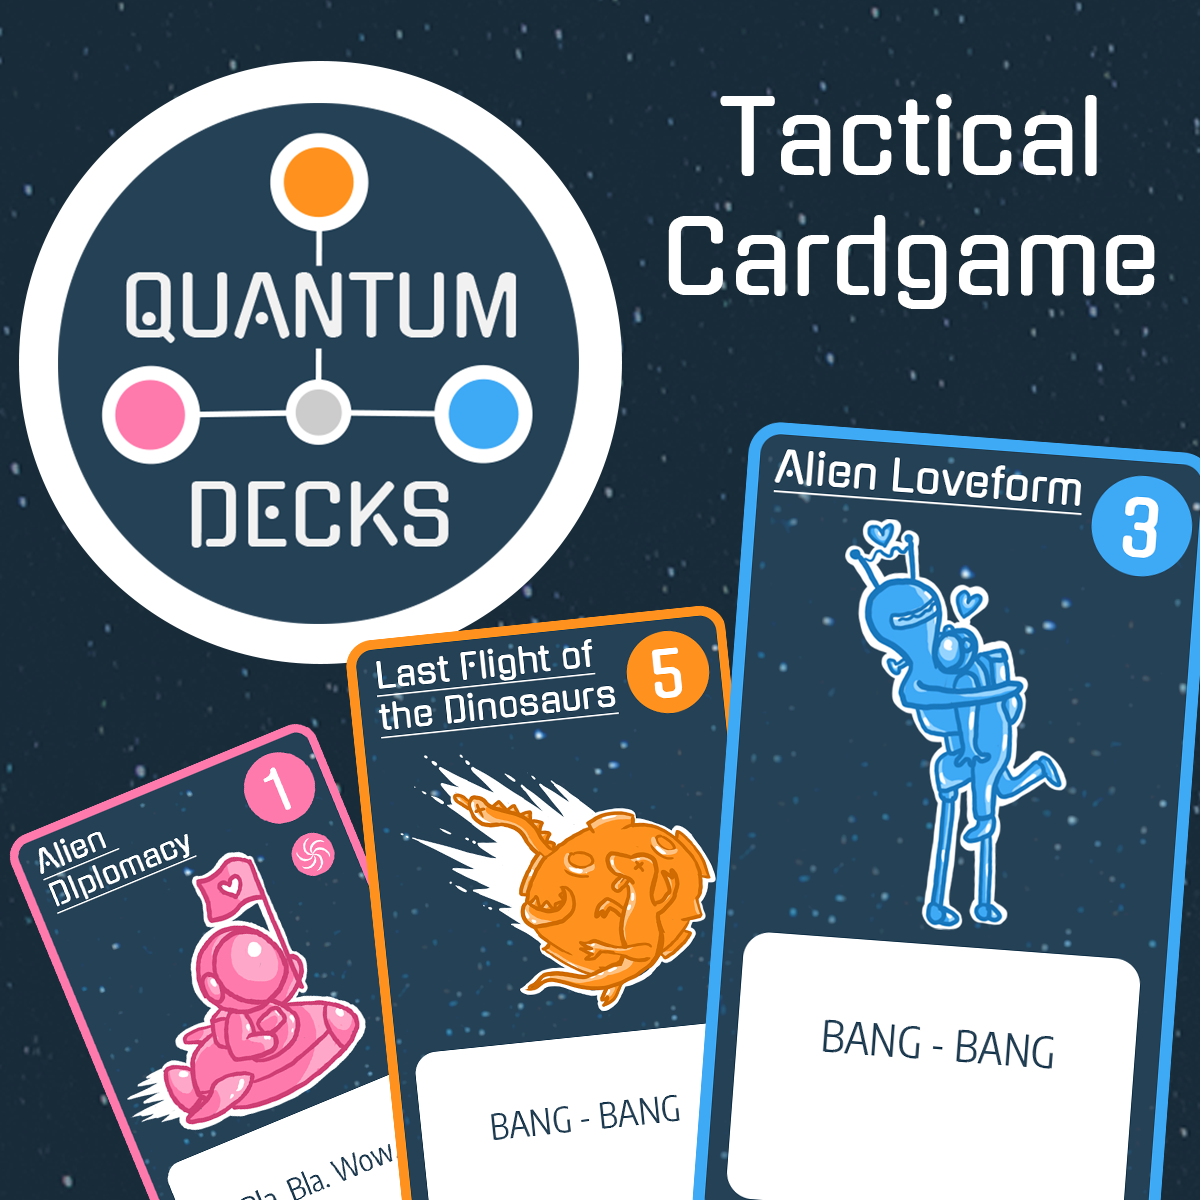 Tactical
Cardgame
QUANTUM
DECKS
Alien Loveform
3
BANG - BANG
Last Flight of
the Dinosaurs
5
BANG - BANG
Alien
DIplomacy
1
Bla. Bla. Wow.